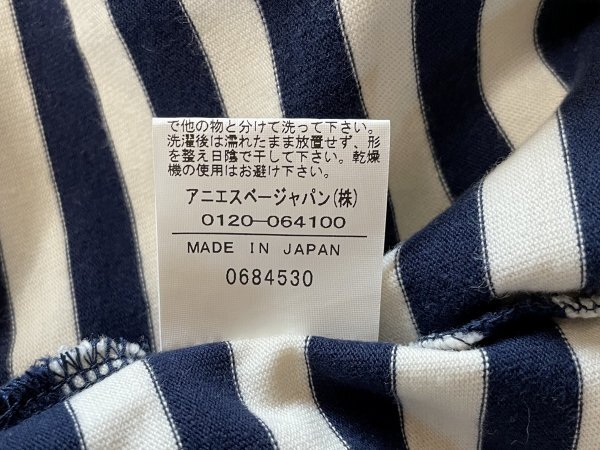 で他の物と分けて洗って下さい。
洗濯後は濡れたまま放置せず、形
を整え日陰で干して下さい。乾燥
機の使用はお避け下さい。
アニエスベージャパン(株)
0120-064100
MADE IN JAPAN
0684530